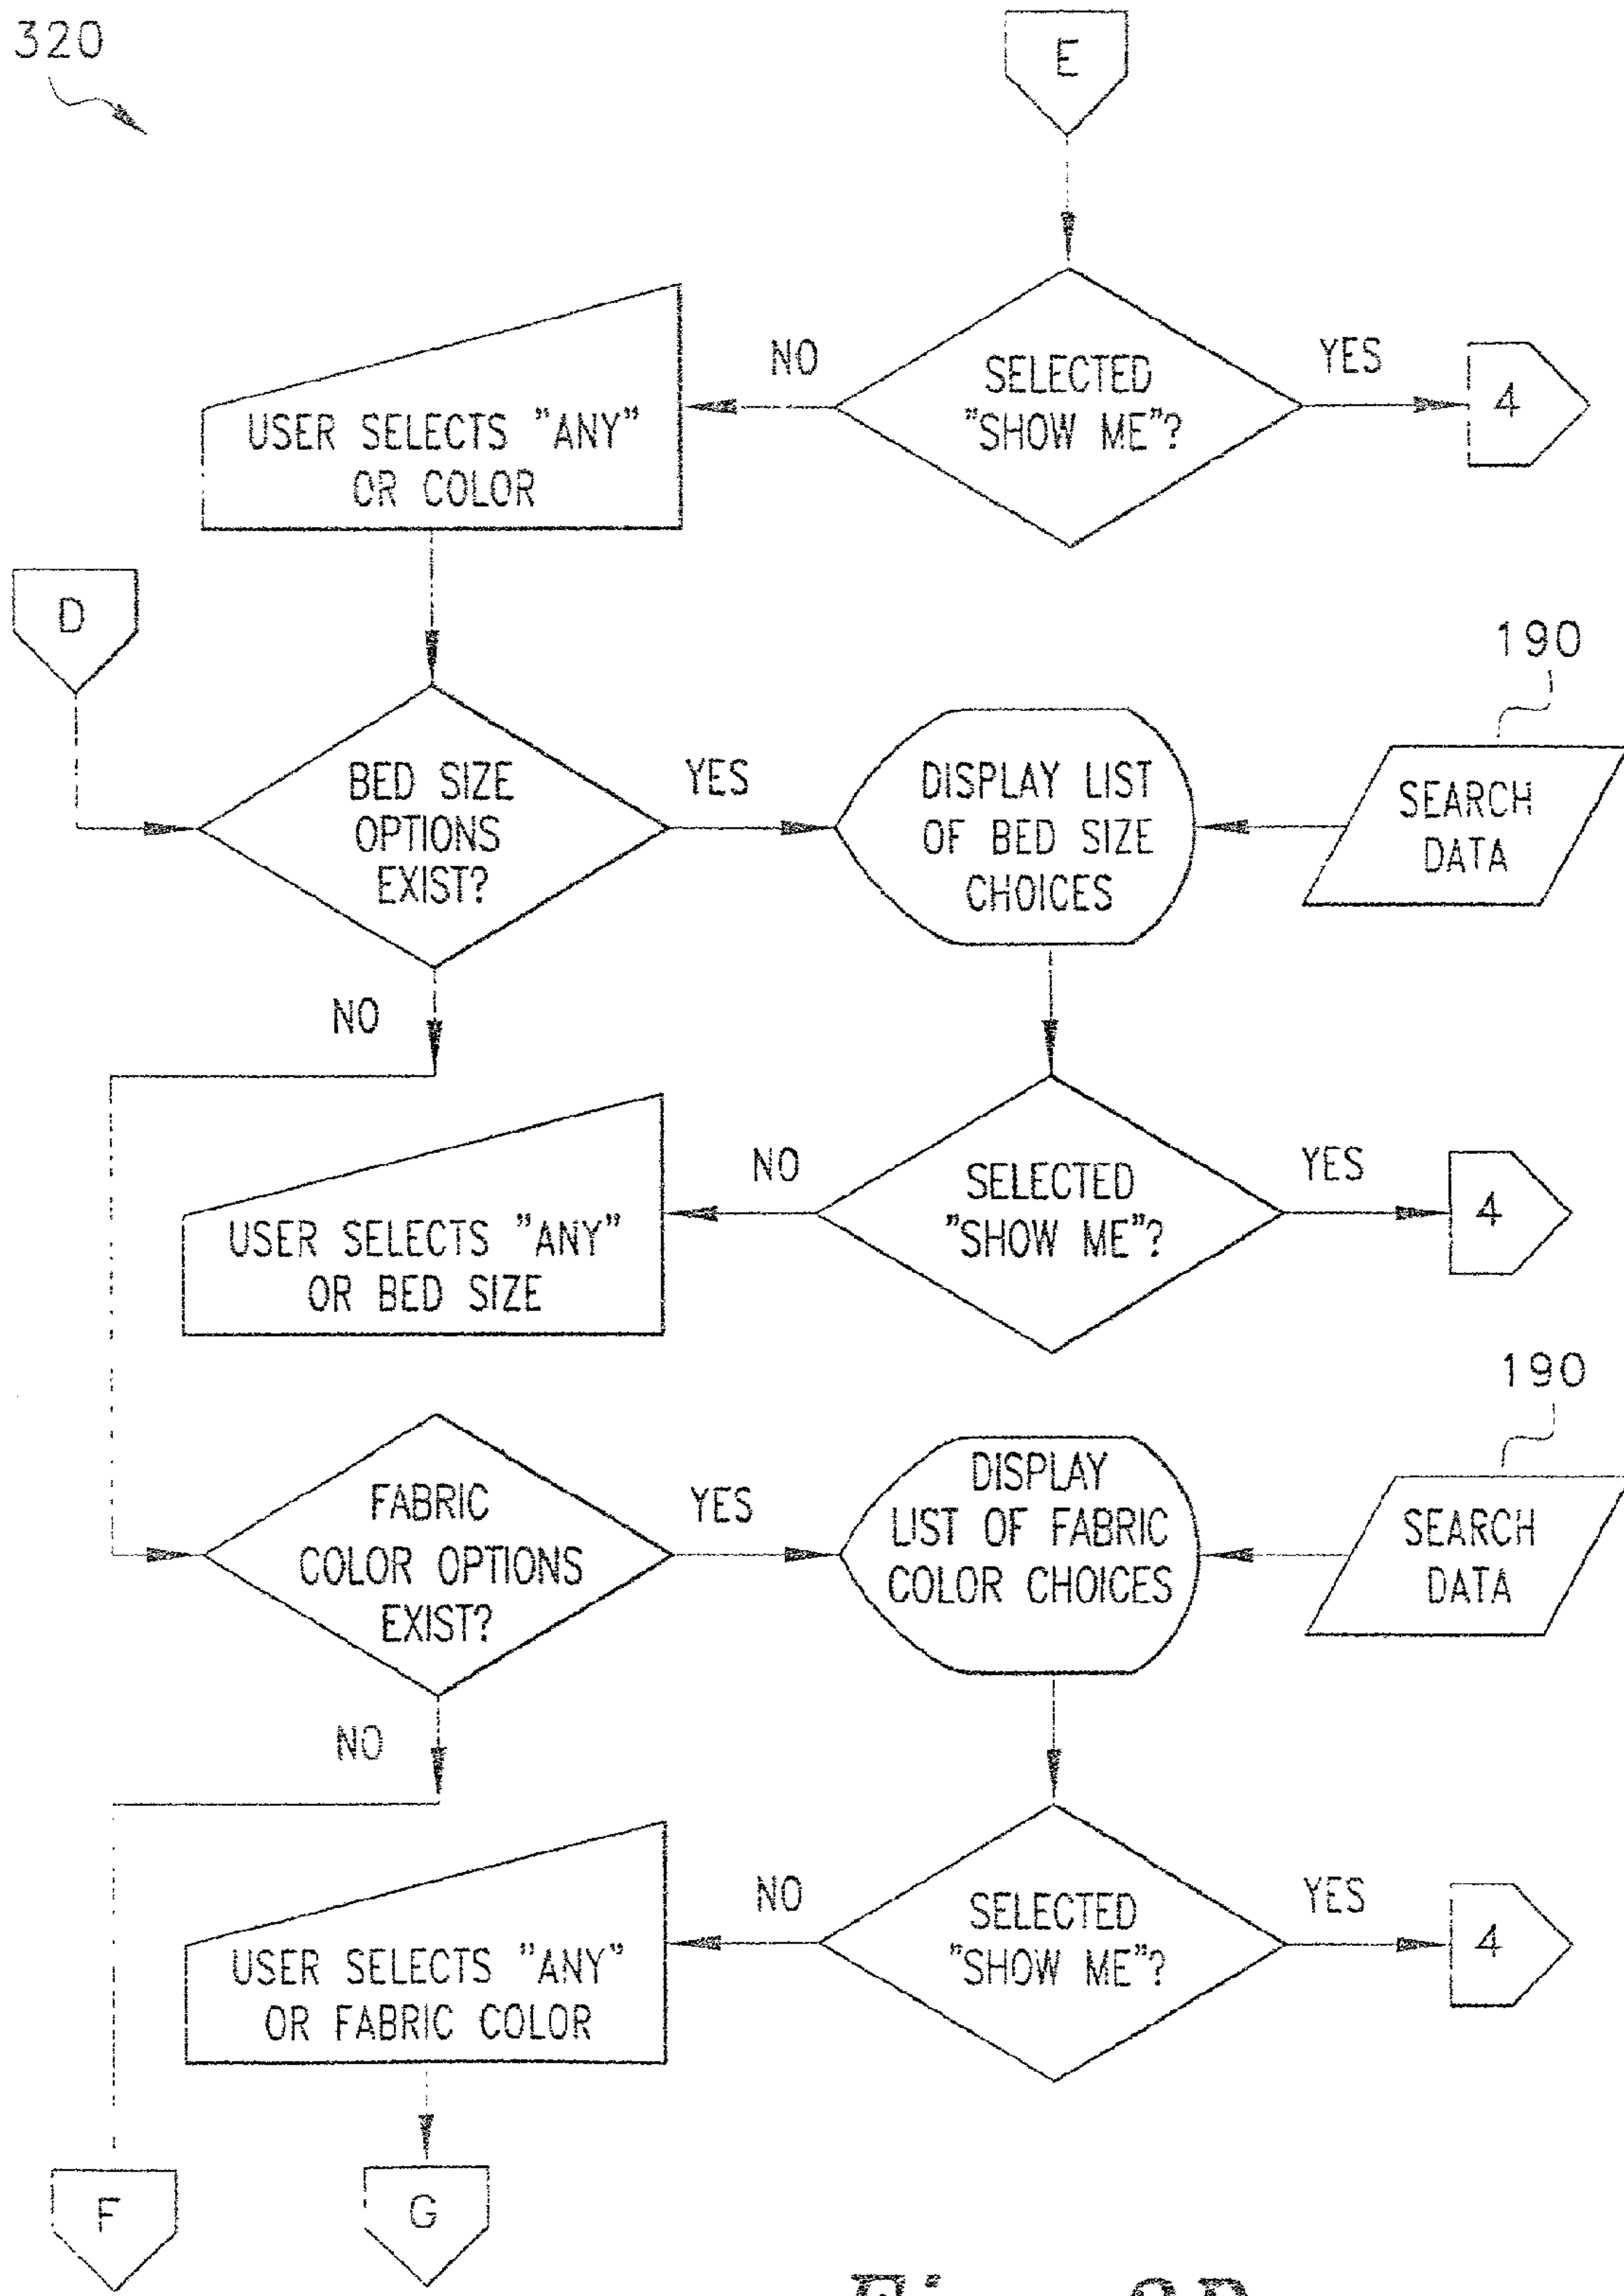 320
E
SELECTED
"SHOW ME"?
NO
YES
4
USER SELECTS "ANY"
OR COLOR
D
BED SIZE
OPTIONS
EXIST?
YES
NO
DISPLAY LIST
OF BED SIZE
CHOICES
190
SEARCH
DATA
SELECTED
"SHOW ME"?
NO
YES
4
USER SELECTS "ANY"
OR BED SIZE
FABRIC
COLOR OPTIONS
EXIST?
YES
NO
DISPLAY
LIST OF FABRIC
COLOR CHOICES
190
SEARCH
DATA
SELECTED
"SHOW ME"?
NO
YES
4
USER SELECTS "ANY"
OR FABRIC COLOR
F
G